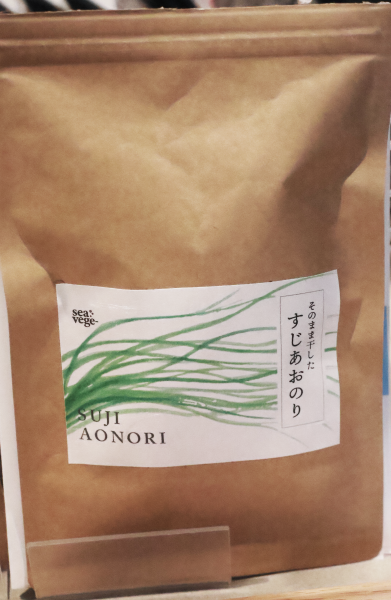 sea
vege
そのまま干した
すじあおのり
SUJI
AONORI